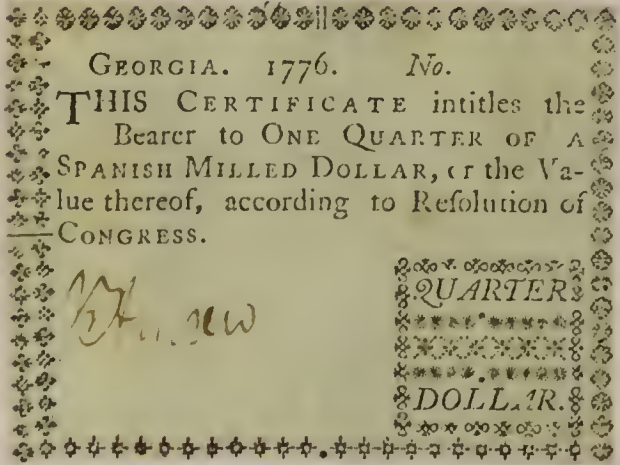 GEORGIA. 1776. No.
THIS CERTIFICATE intitles the
Bearer to ONE QUARTER OF A
SPANISH MILLED DOLLAR, or the Va-
lue thereof, according to Reſolution of
CONGRESS.
QUARTER
DOLLAR.